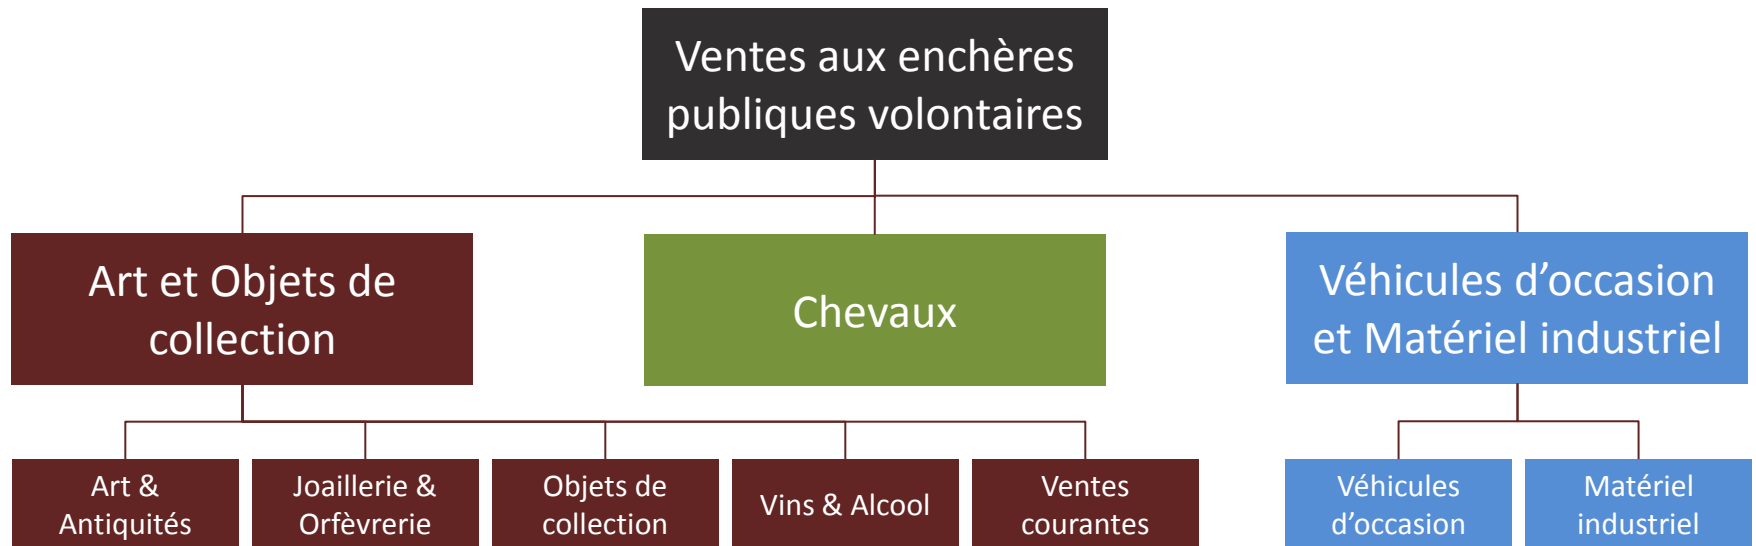 Ventes aux enchères
publiques volontaires
Art et Objets de
collection
Chevaux
Véhicules d’occasion
et Matériel industriel
Art &
Antiquités
Joaillerie &
Orfèvrerie
Objets de
collection
Vins & Alcool
Ventes
courantes
Véhicules
d’occasion
Matériel
industriel